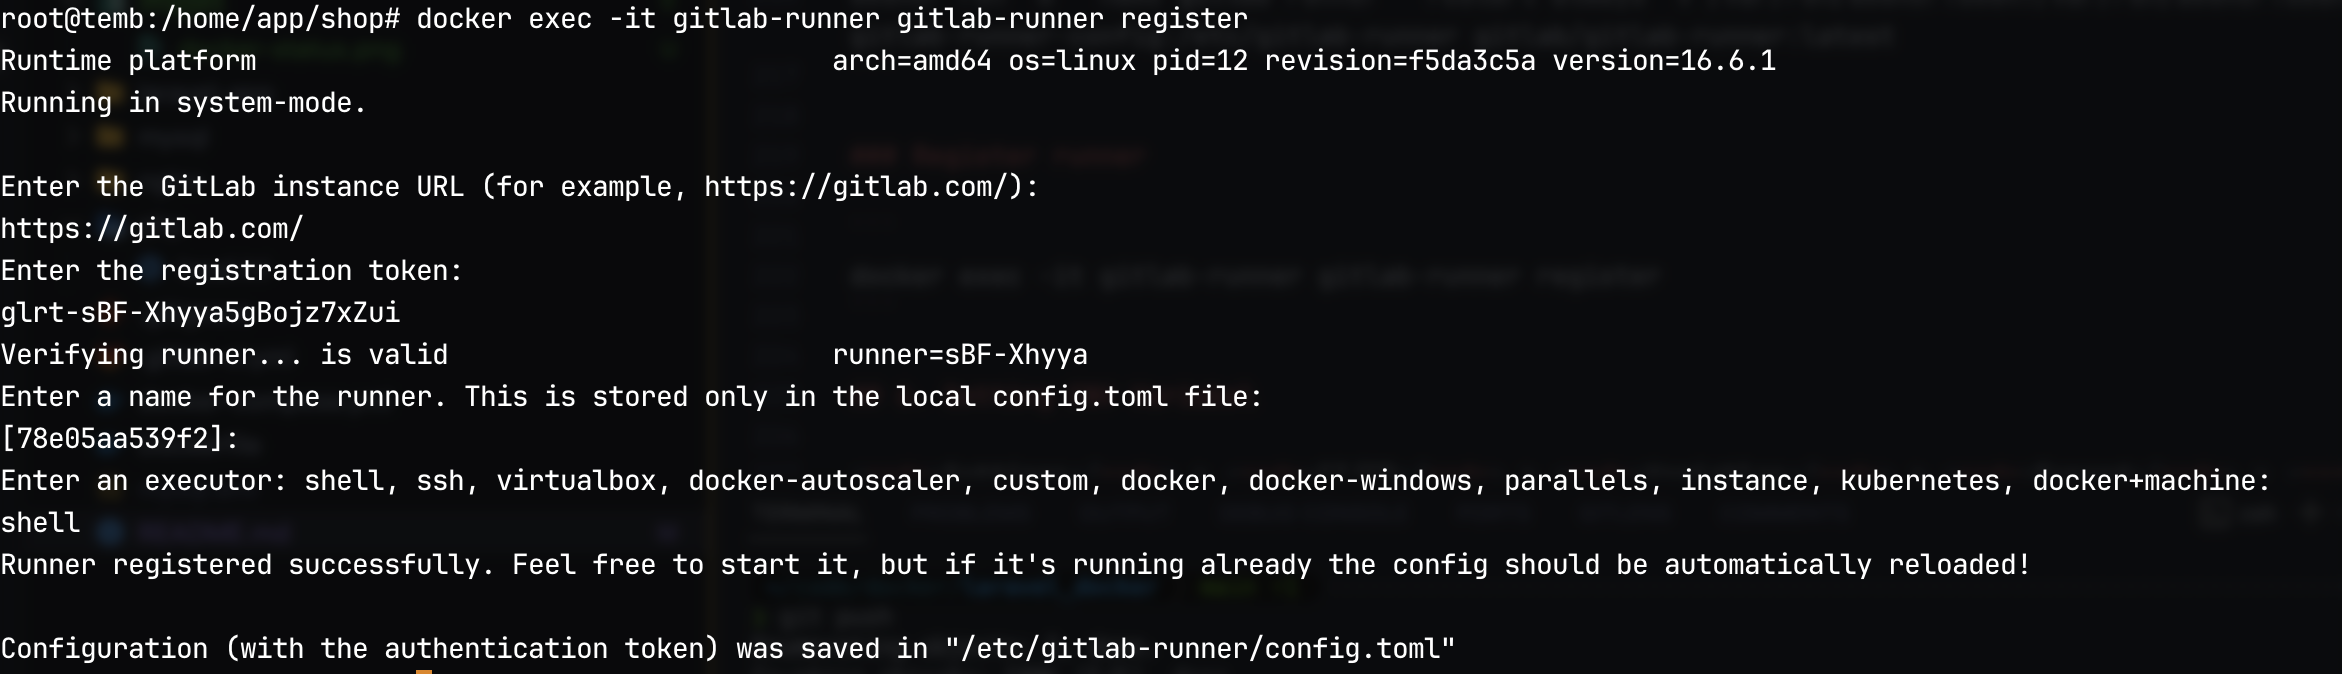 root@temb:/home/app/shop# docker exec -it gitlab-runner gitlab-runner register
Runtime platform                                    arch=amd64 os=linux pid=12 revision=f5da3c5a version=16.6.1
Running in system-mode.
Enter the GitLab instance URL (for example, https://gitlab.com/):
https://gitlab.com/
Enter the registration token:
glrt-sBF-Xhyya5gBojz7xZui
Verifying runner... is valid                        runner=sBF-Xhyya
Enter a name for the runner. This is stored only in the local config.toml file:
[78e05aa539f2]:
Enter an executor: shell, ssh, virtualbox, docker-autoscaler, custom, docker, docker-windows, parallels, instance, kubernetes, docker+machine:
shell
Runner registered successfully. Feel free to start it, but if it's running already the config should be automatically reloaded!
Configuration (with the authentication token) was saved in "/etc/gitlab-runner/config.toml"